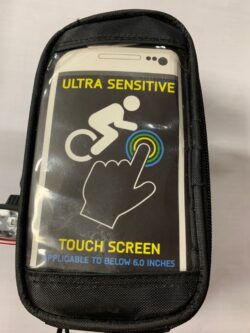 ULTRA SENSITIVE
TOUCH SCREEN
APPLICABLE TO BELOW 6.0 INCHES